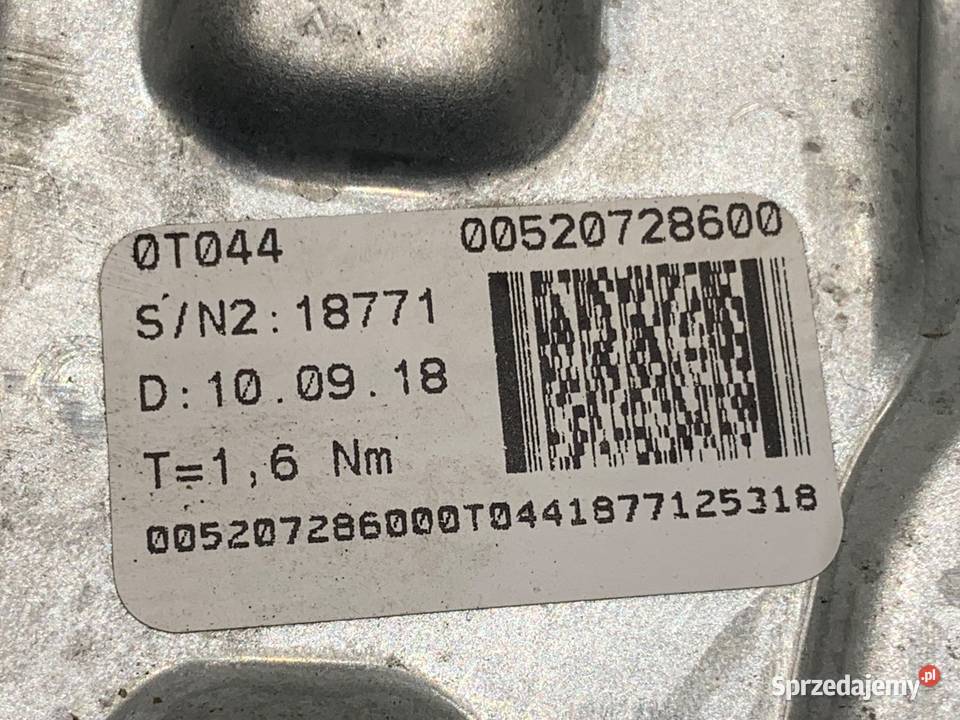 0T044 00520728600
S/N2:18771
D:10.09.18
T=1,6 Nm
005207286000T0441877125318
Sprzedajemy.pl